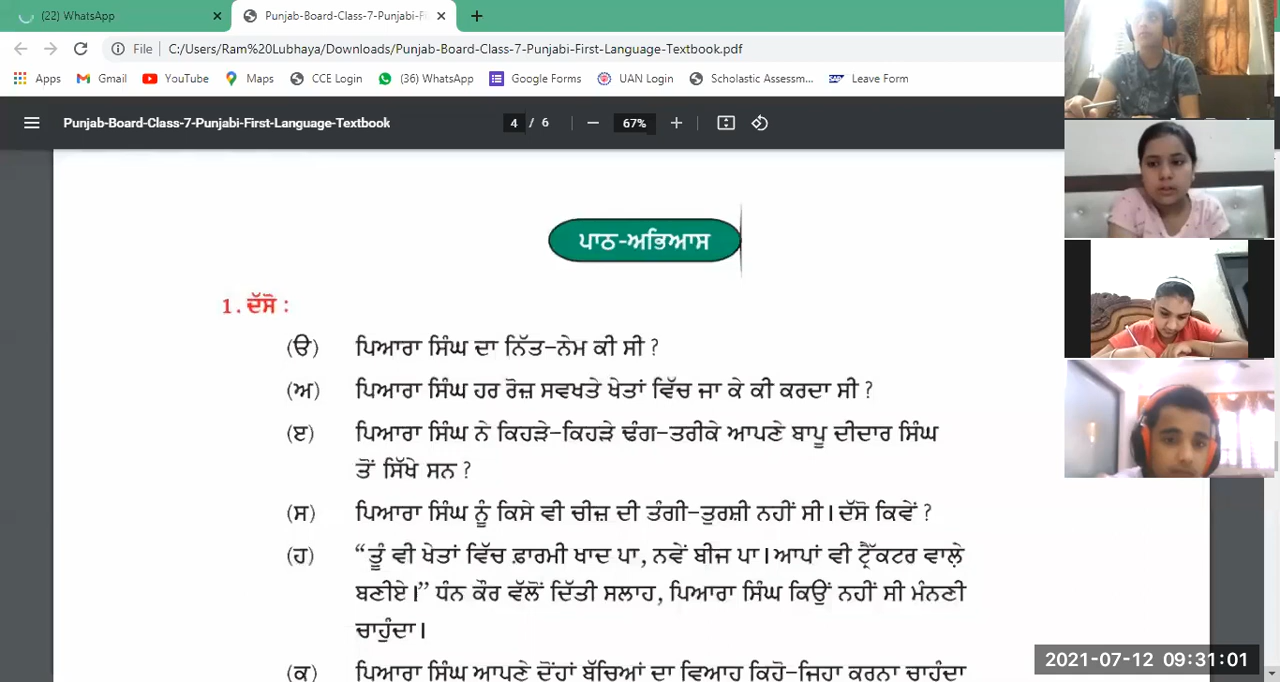 (22) WhatsApp
Punjab-Board-Class-7-Punjabi-Fi
File C:/Users/Ram%20Lubhaya/Downloads/Punjab-Board-Class-7-Punjabi-First-Language-Textbook.pdf
Apps Gmail YouTube Maps CCE Login (36) WhatsApp Google Forms UAN Login Scholastic Assessm... Leave Form
Punjab-Board-Class-7-Punjabi-First-Language-Textbook 4 / 6 67%
ਪਾਠ-ਅਭਿਆਸ
1. ਦੱਸੋ :
(ੳ) ਪਿਆਰਾ ਸਿੰਘ ਦਾ ਨਿੱਤ-ਨੇਮ ਕੀ ਸੀ ?
(ਅ) ਪਿਆਰਾ ਸਿੰਘ ਹਰ ਰੋਜ਼ ਸਵਖਤੇ ਖੇਤਾਂ ਵਿੱਚ ਜਾ ਕੇ ਕੀ ਕਰਦਾ ਸੀ ?
(ੲ) ਪਿਆਰਾ ਸਿੰਘ ਨੇ ਕਿਹੜੇ-ਕਿਹੜੇ ਢੰਗ-ਤਰੀਕੇ ਆਪਣੇ ਬਾਪੂ ਦੀਦਾਰ ਸਿੰਘ
ਤੋਂ ਸਿੱਖੇ ਸਨ ?
(ਸ) ਪਿਆਰਾ ਸਿੰਘ ਨੂੰ ਕਿਸੇ ਵੀ ਚੀਜ਼ ਦੀ ਤੰਗੀ-ਤੁਰਸ਼ੀ ਨਹੀਂ ਸੀ। ਦੱਸੋ ਕਿਵੇਂ ?
(ਹ) “ਤੂੰ ਵੀ ਖੇਤਾਂ ਵਿੱਚ ਫ਼ਾਰਮੀ ਖਾਦ ਪਾ, ਨਵੇਂ ਬੀਜ ਪਾ। ਆਪਾਂ ਵੀ ਟ੍ਰੈੱਕਟਰ ਵਾਲ਼ੇ
ਬਣੀਏ।” ਧੰਨ ਕੌਰ ਵੱਲੋਂ ਦਿੱਤੀ ਸਲਾਹ, ਪਿਆਰਾ ਸਿੰਘ ਕਿਉਂ ਨਹੀਂ ਸੀ ਮੰਨਣੀ
ਚਾਹੁੰਦਾ।
(ਕ) ਪਿਆਰਾ ਸਿੰਘ ਆਪਣੇ ਦੋਂਹਾਂ ਬੱਚਿਆਂ ਦਾ ਵਿਆਹ ਕਿਹੋ-ਜਿਹਾ ਕਰਨਾ ਚਾਹੁੰਦਾ
2021-07-12 09:31:01